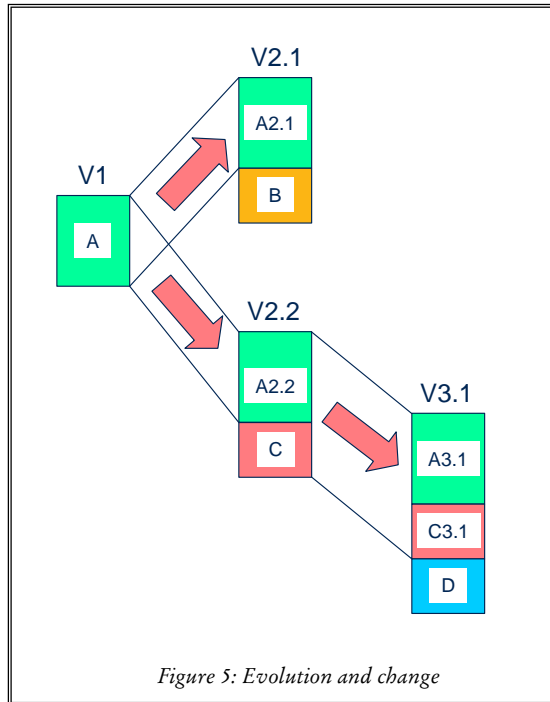 V2.1
A2.1
B
V1
A
V2.2
A2.2
C
V3.1
A3.1
C3.1
D
Figure 5: Evolution and change